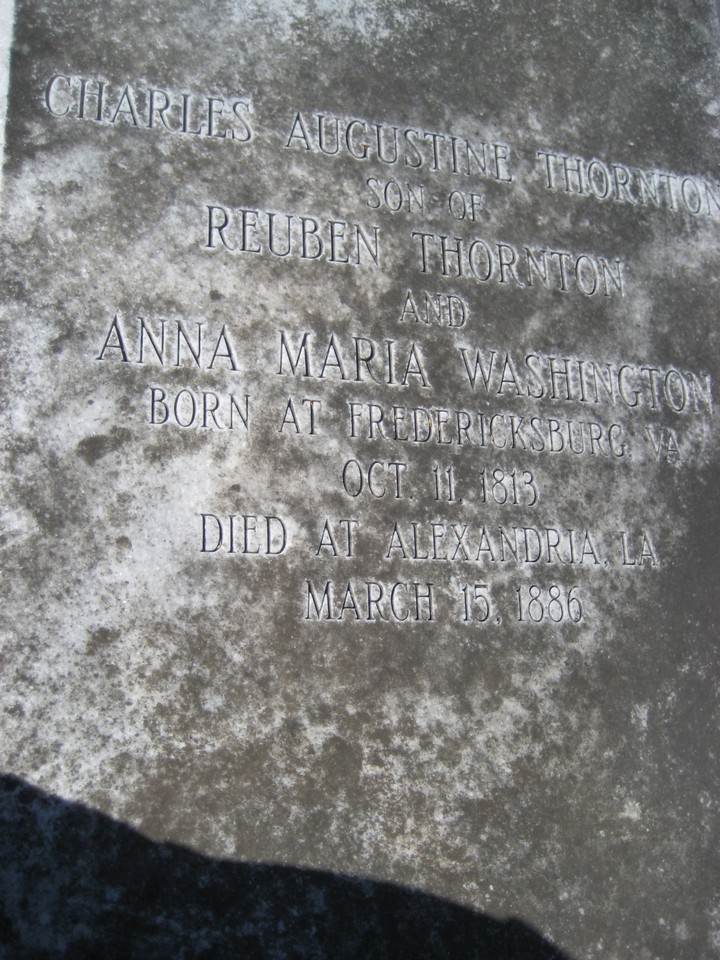 CHARLES AUGUSTINE THORNTON
SON OF
REUBEN THORNTON
AND
ANNA MARIA WASHINGTON
BORN AT FREDERICKSBURG, VA
OCT. 11, 1813
DIED AT ALEXANDRIA, LA
MARCH 15, 1886